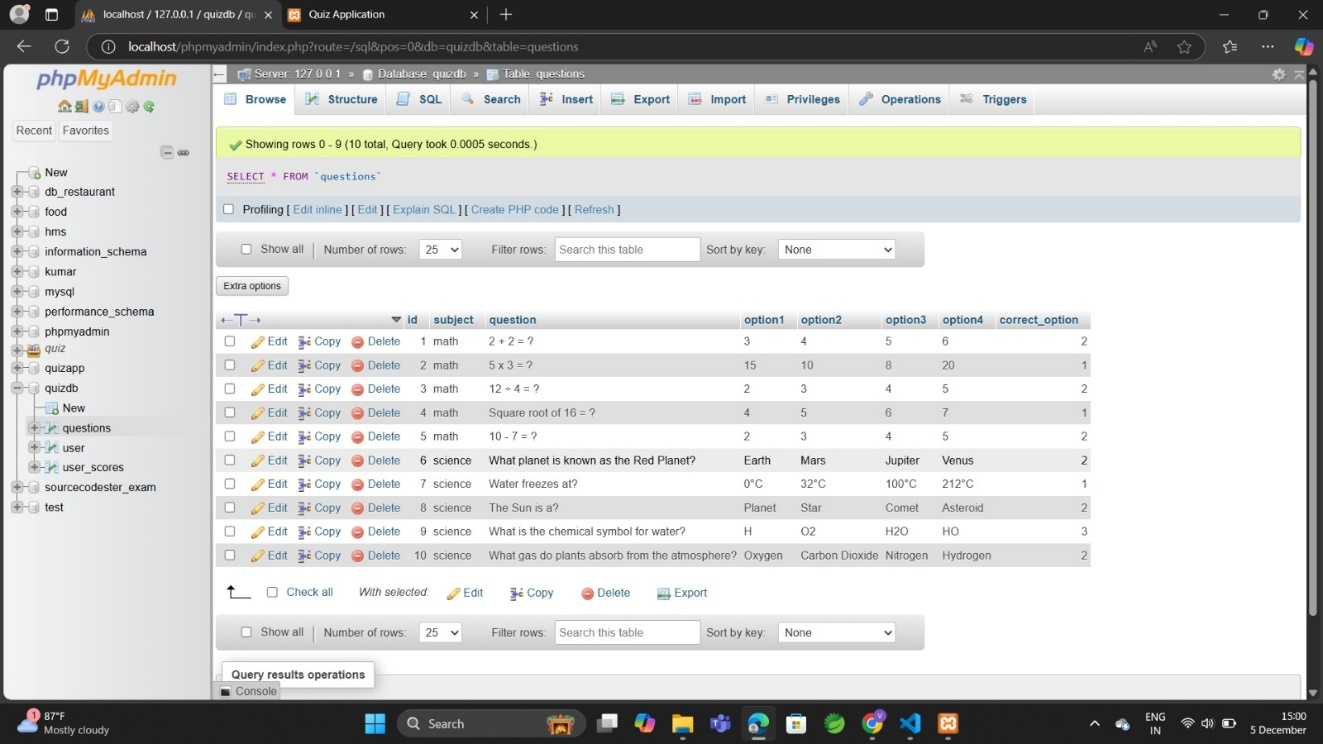 localhost / 127.0.0.1 / quizdb / qu
Quiz Application
localhost/phpmyadmin/index.php?route=/sql&pos=0&db=quizdb&table=questions
phpMyAdmin
Recent Favorites
New
db_restaurant
food
hms
information_schema
kumar
mysql
performance_schema
phpmyadmin
quiz
quizapp
quizdb
New
questions
user
user_scores
sourcecodester_exam
test
Server: 127.0.0.1 » Database: quizdb » Table: questions
Browse Structure SQL Search Insert Export Import Privileges Operations Triggers
Showing rows 0 - 9 (10 total, Query took 0.0005 seconds.)
SELECT * FROM `questions`
Profiling [ Edit inline ] [ Edit ] [ Explain SQL ] [ Create PHP code ] [ Refresh ]
Show all Number of rows: 25 Filter rows: Search this table Sort by key: None
Extra options
id subject question option1 option2 option3 option4 correct_option
Edit Copy Delete 1 math 2 + 2 = ? 3 4 5 6 2
Edit Copy Delete 2 math 5 x 3 = ? 15 10 8 20 1
Edit Copy Delete 3 math 12 ÷ 4 = ? 2 3 4 5 2
Edit Copy Delete 4 math Square root of 16 = ? 4 5 6 7 1
Edit Copy Delete 5 math 10 - 7 = ? 2 3 4 5 2
Edit Copy Delete 6 science What planet is known as the Red Planet? Earth Mars Jupiter Venus 2
Edit Copy Delete 7 science Water freezes at? 0°C 32°C 100°C 212°C 1
Edit Copy Delete 8 science The Sun is a? Planet Star Comet Asteroid 2
Edit Copy Delete 9 science What is the chemical symbol for water? H O2 H2O HO 3
Edit Copy Delete 10 science What gas do plants absorb from the atmosphere? Oxygen Carbon Dioxide Nitrogen Hydrogen 2
Check all With selected: Edit Copy Delete Export
Show all Number of rows: 25 Filter rows: Search this table Sort by key: None
Query results operations
Console
1
87°F
Mostly cloudy
Search
ENG
IN
15:00
5 December